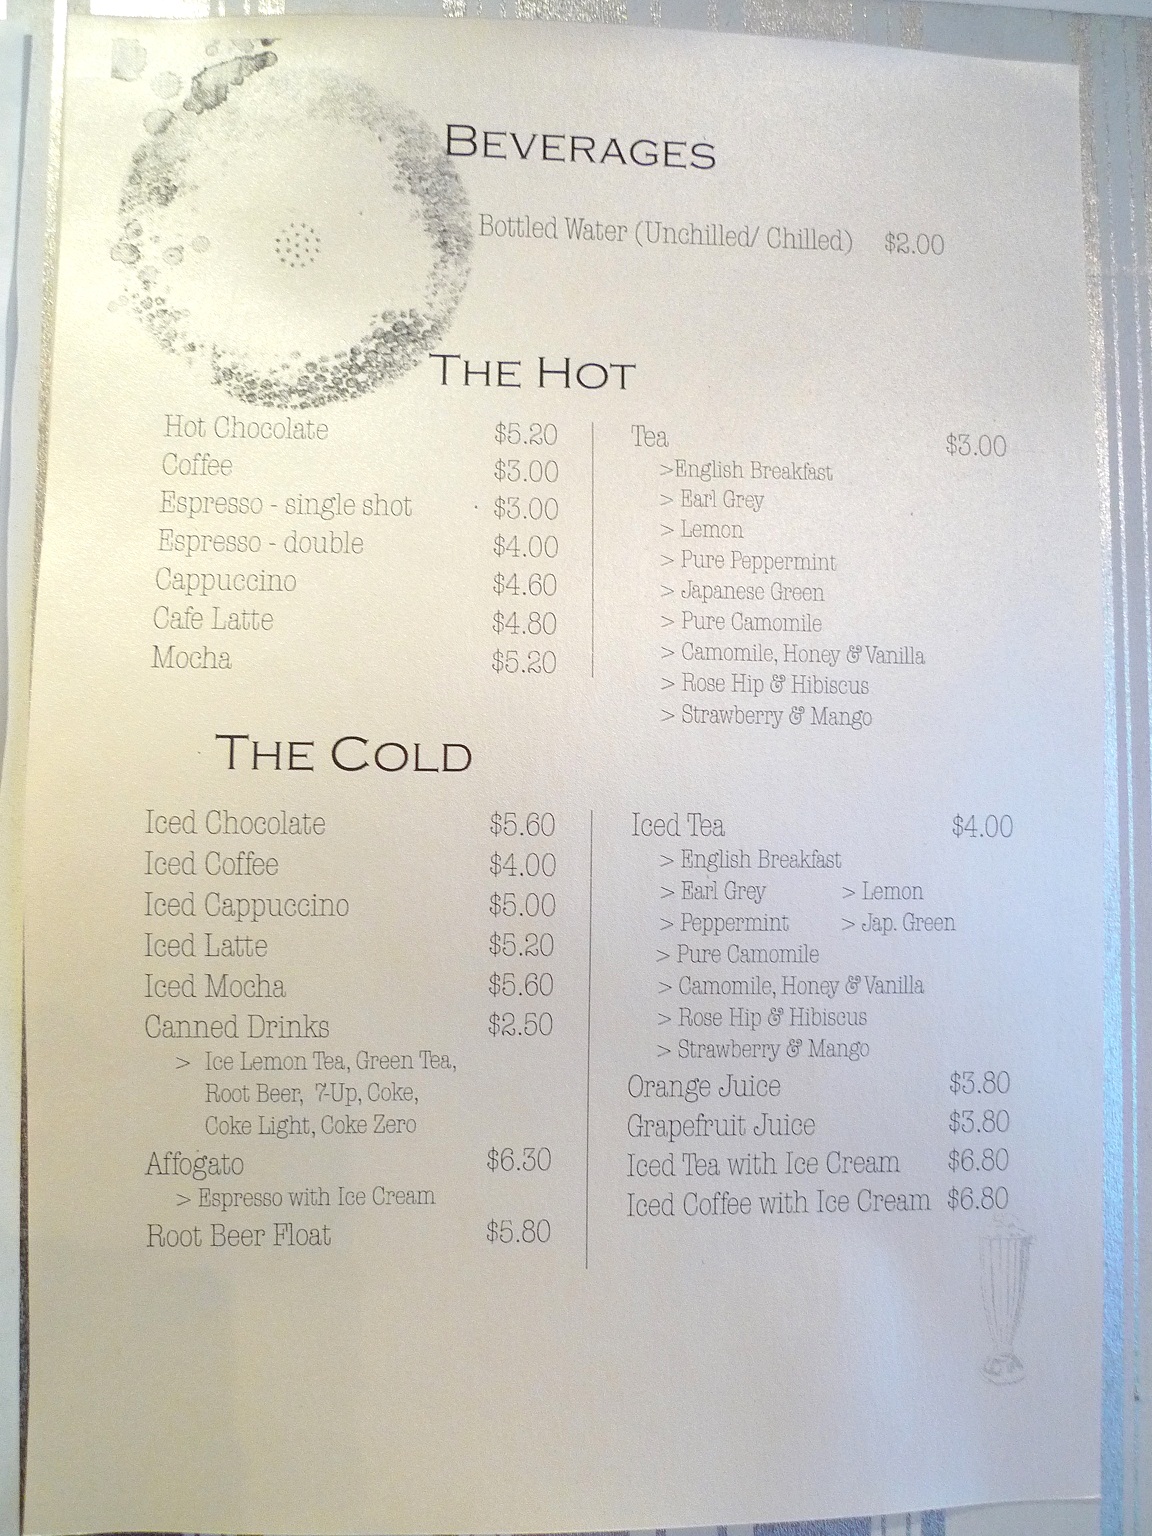 BEVERAGES
Bottled Water (Unchilled/ Chilled) $2.00
THE HOT
Hot Chocolate $5.20
Coffee $3.00
Espresso - single shot $3.00
Espresso - double $4.00
Cappuccino $4.60
Cafe Latte $4.80
Mocha $5.20
Tea $3.00
>English Breakfast
> Earl Grey
> Lemon
> Pure Peppermint
> Japanese Green
> Pure Camomile
> Camomile, Honey & Vanilla
> Rose Hip & Hibiscus
> Strawberry & Mango
THE COLD
Iced Chocolate $5.60
Iced Coffee $4.00
Iced Cappuccino $5.00
Iced Latte $5.20
Iced Mocha $5.60
Canned Drinks $2.50
> Ice Lemon Tea, Green Tea,
Root Beer, 7-Up, Coke,
Coke Light, Coke Zero
Affogato $6.30
> Espresso with Ice Cream
Root Beer Float $5.80
Iced Tea $4.00
> English Breakfast
> Earl Grey > Lemon
> Peppermint > Jap. Green
> Pure Camomile
> Camomile, Honey & Vanilla
> Rose Hip & Hibiscus
> Strawberry & Mango
Orange Juice $3.80
Grapefruit Juice $3.80
Iced Tea with Ice Cream $6.80
Iced Coffee with Ice Cream $6.80